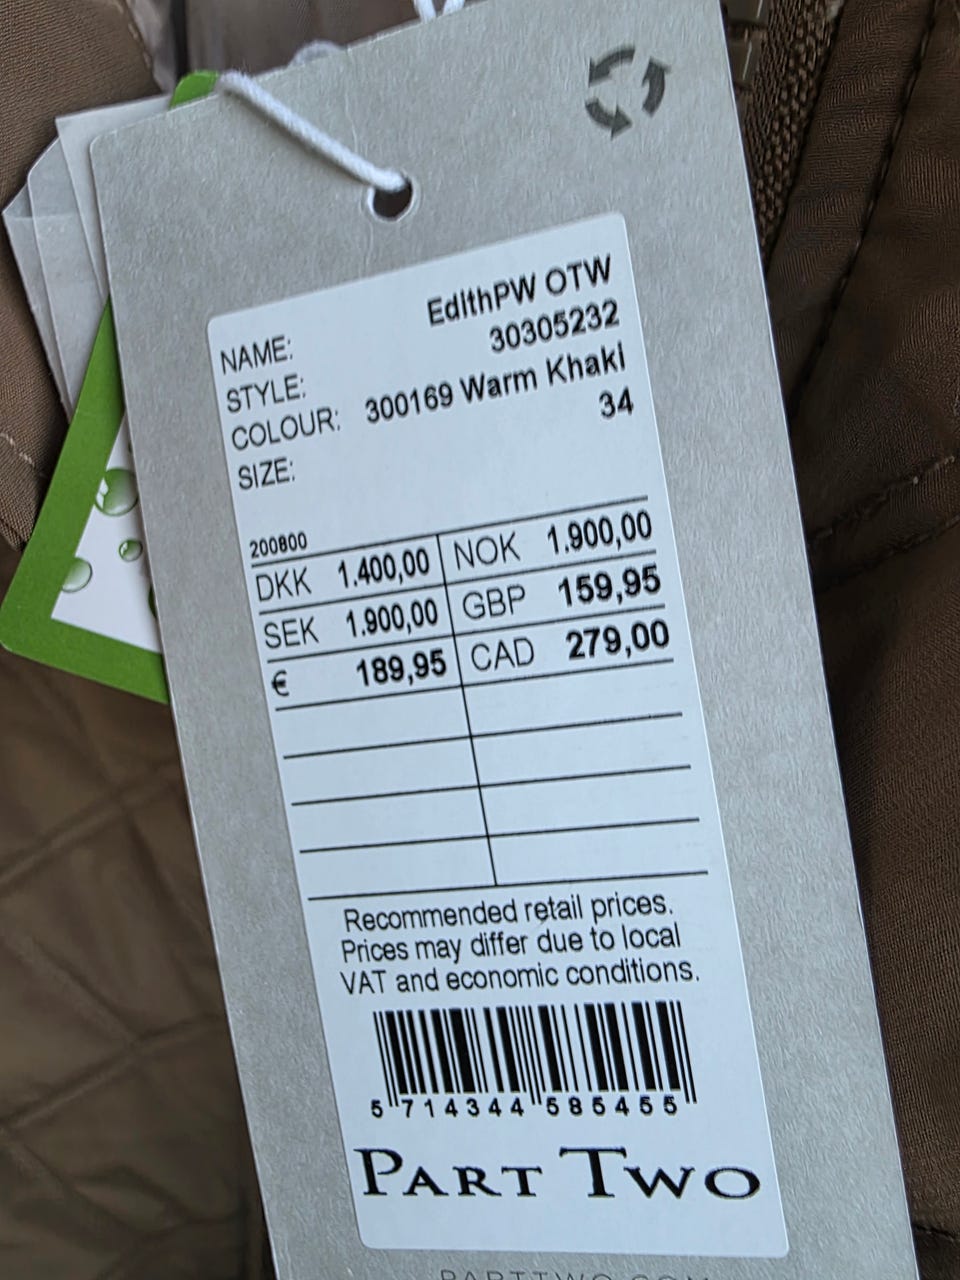 NAME: EdithPW OTW
STYLE: 30305232
COLOUR: 300169 Warm Khaki
SIZE: 34
200800
DKK 1.400,00 NOK 1.900,00
SEK 1.900,00 GBP 159,95
€ 189,95 CAD 279,00
Recommended retail prices.
Prices may differ due to local
VAT and economic conditions.
5 714344 585455
PART TWO
PARTTWO.COM